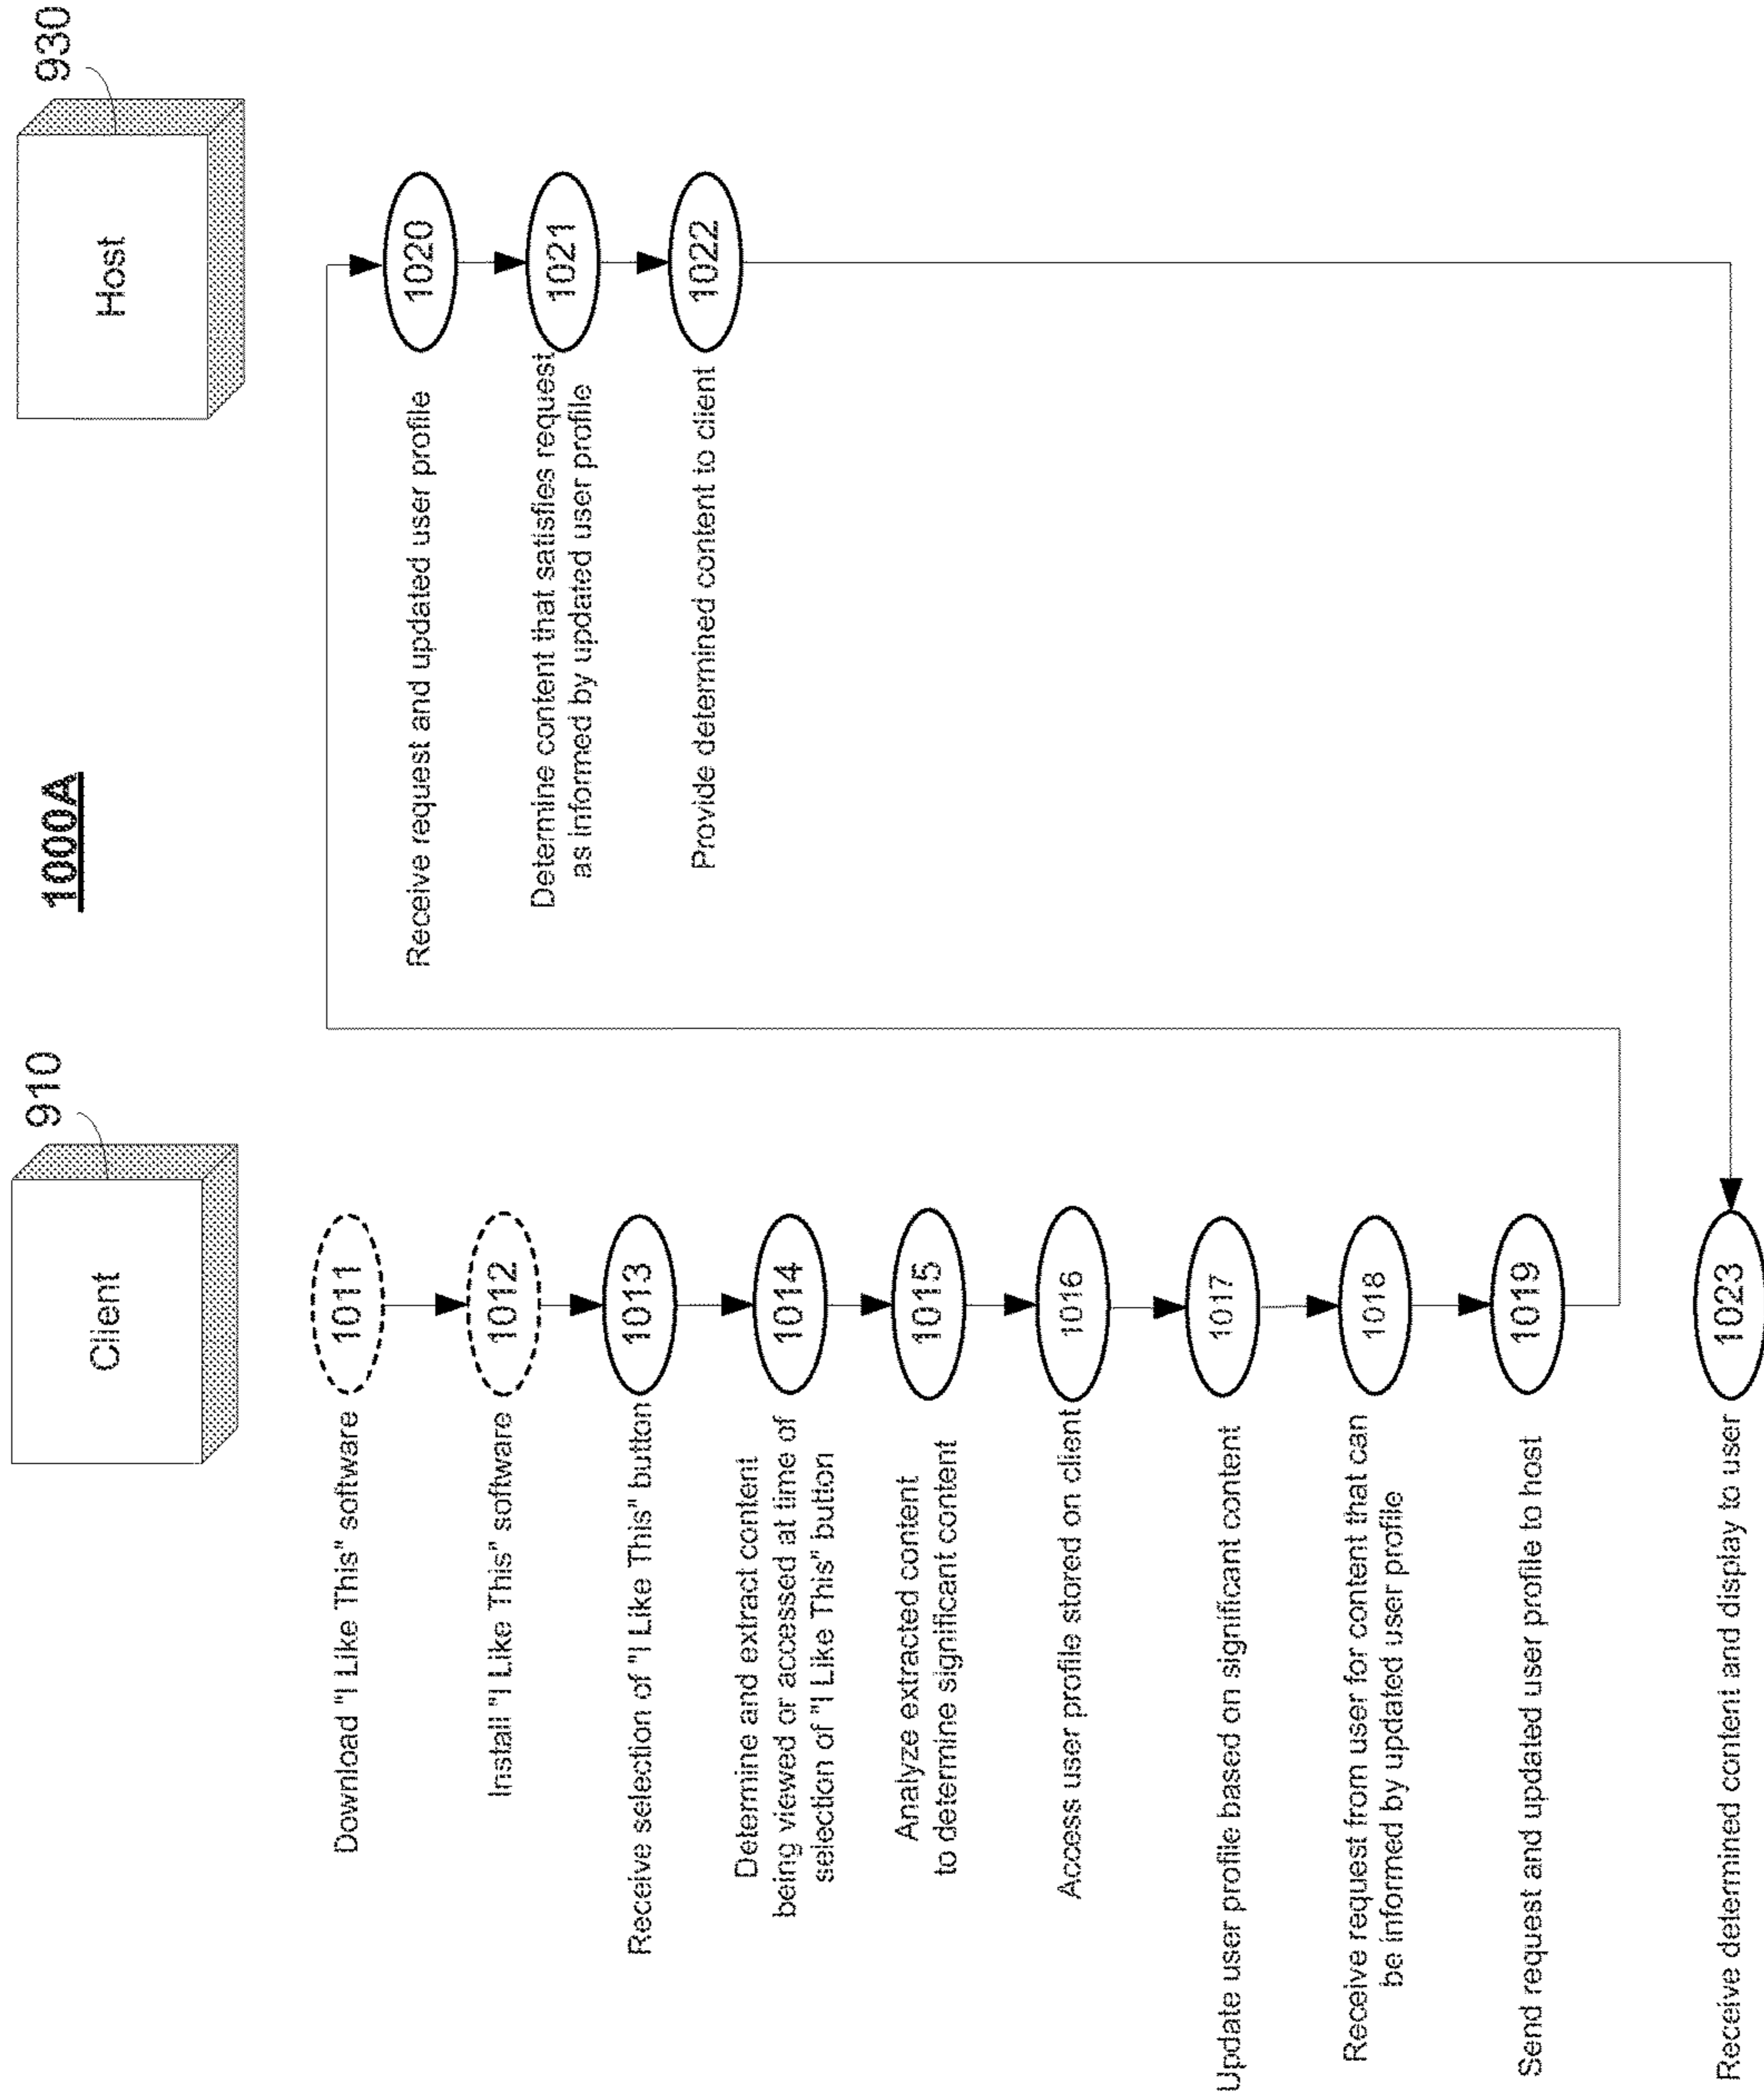 1000A
Client
910
Host
930
Download "I Like This" software
1011
Install "I Like This" software
1012
Receive selection of "I Like This" button
1013
Determine and extract content
being viewed or accessed at time of
selection of "I Like This" button
1014
Analyze extracted content
to determine significant content
1015
Access user profile stored on client
1016
Update user profile based on significant content
1017
Receive request from user for content that can
be informed by updated user profile
1018
Send request and updated user profile to host
1019
Receive request and updated user profile
1020
Determine content that satisfies request
as informed by updated user profile
1021
Provide determined content to client
1022
Receive determined content and display to user
1023